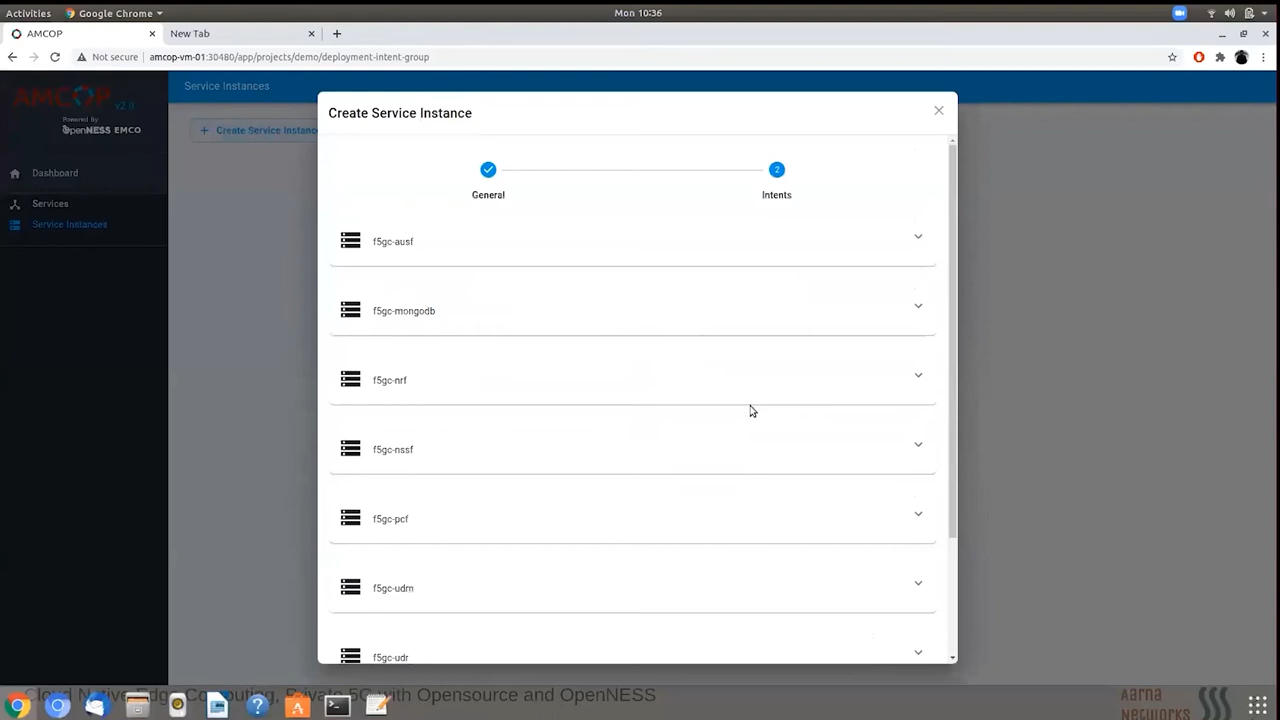 Activities
Google Chrome
Mon 10:36
AMCOP
New Tab
Not secure
amcop-vm-01:30480/app/projects/demo/deployment-intent-group
AMCOP v2.0
Powered By
OpenNESS EMCO
Service Instances
+ Create Service Instance
Dashboard
Services
Service Instances
Create Service Instance
2
General
Intents
f5gc-ausf
f5gc-mongodb
f5gc-nrf
f5gc-nssf
f5gc-pcf
f5gc-udm
f5gc-udr
Cloud Native Edge Computing, Private 5G with Opensource and OpenNESS
Aarna
Networks